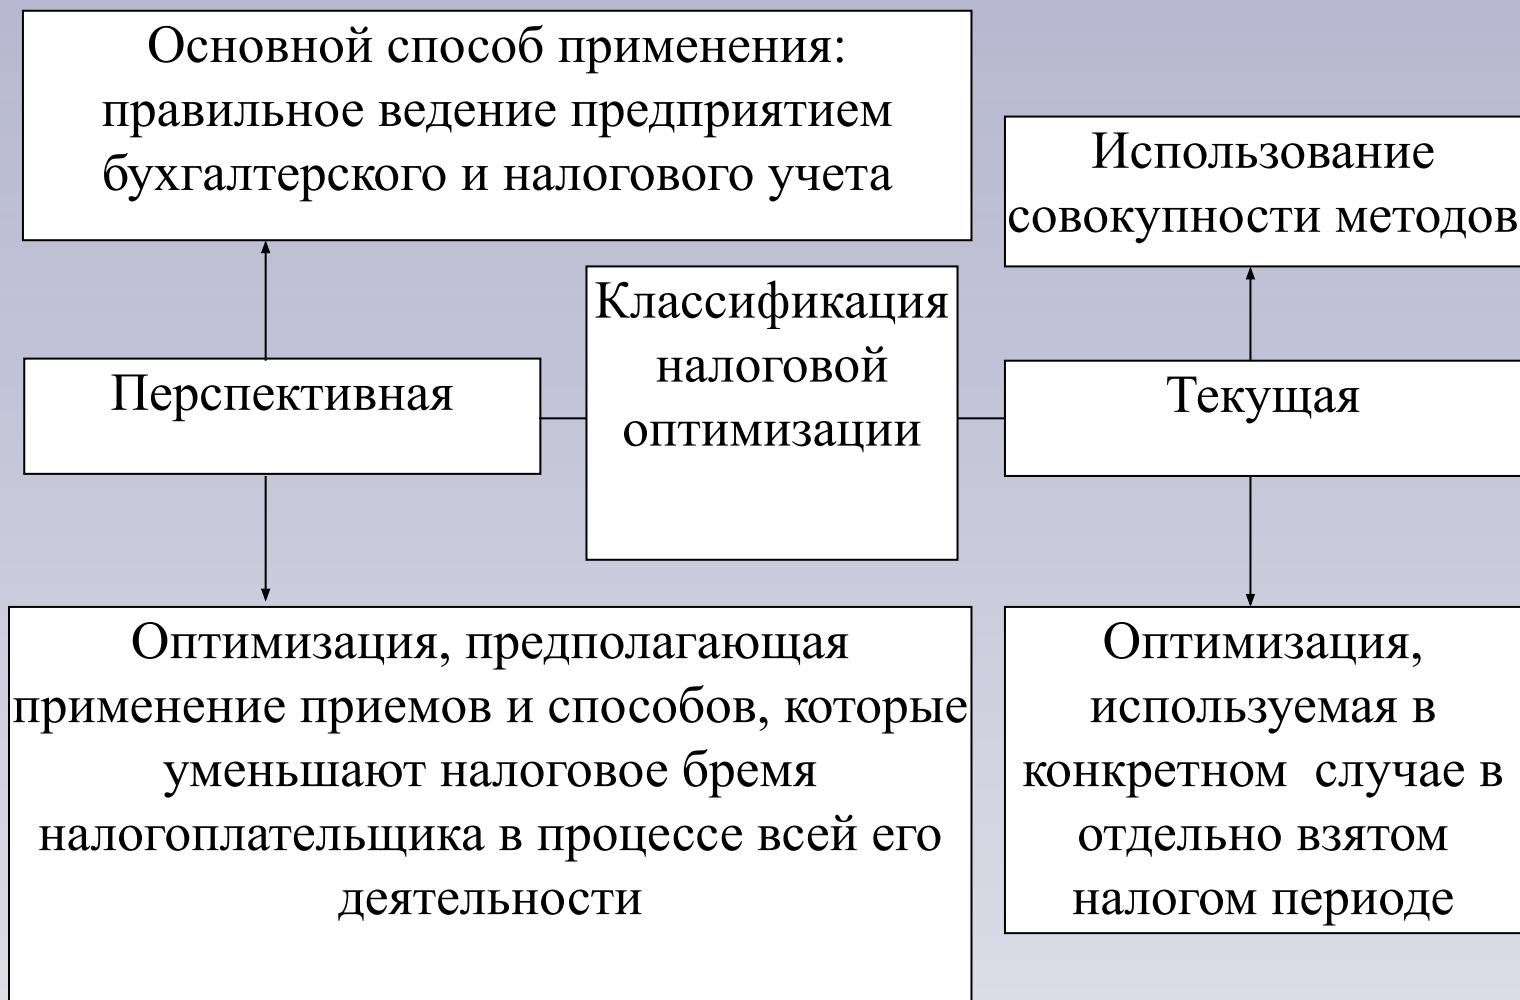 Основной способ применения:
правильное ведение предприятием
бухгалтерского и налогового учета
Использование
совокупности методов
Классификация
налоговой
оптимизации
Перспективная
Текущая
Оптимизация, предполагающая
применение приемов и способов, которые
уменьшают налоговое бремя
налогоплательщика в процессе всей его
деятельности
Оптимизация,
используемая в
конкретном  случае в
отдельно взятом
налогом периоде